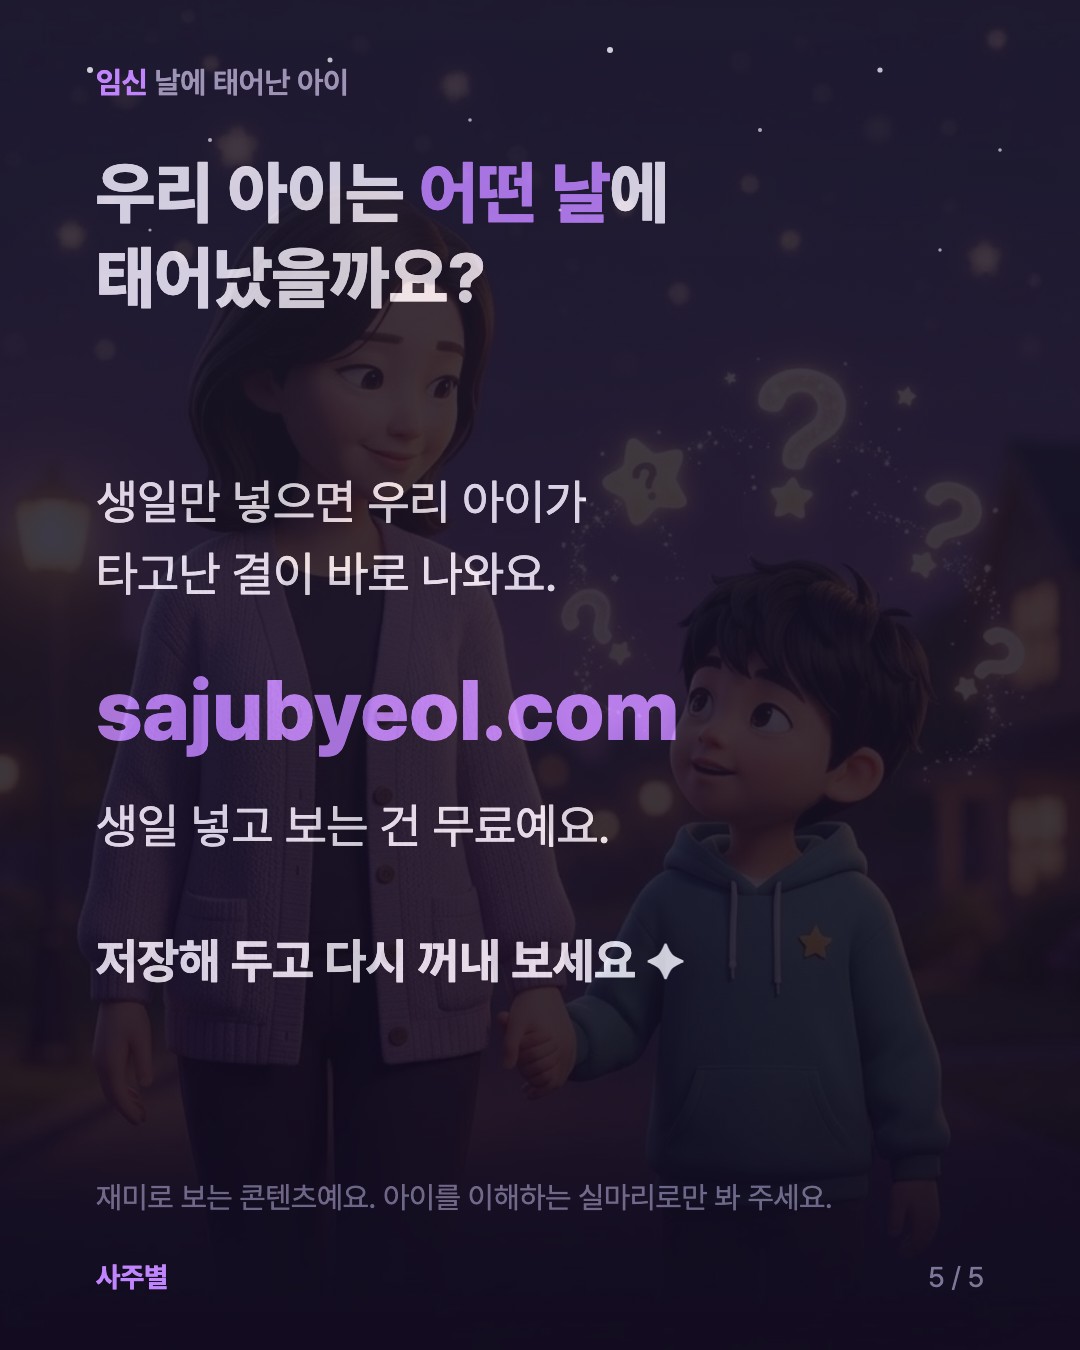 임신 날에 태어난 아이
우리 아이는 어떤 날에
태어났을까요?
생일만 넣으면 우리 아이가
타고난 결이 바로 나와요.
sajubyeol.com
생일 넣고 보는 건 무료예요.
저장해 두고 다시 꺼내 보세요 ✦
재미로 보는 콘텐츠예요. 아이를 이해하는 실마리로만 봐 주세요.
사주별
5 / 5